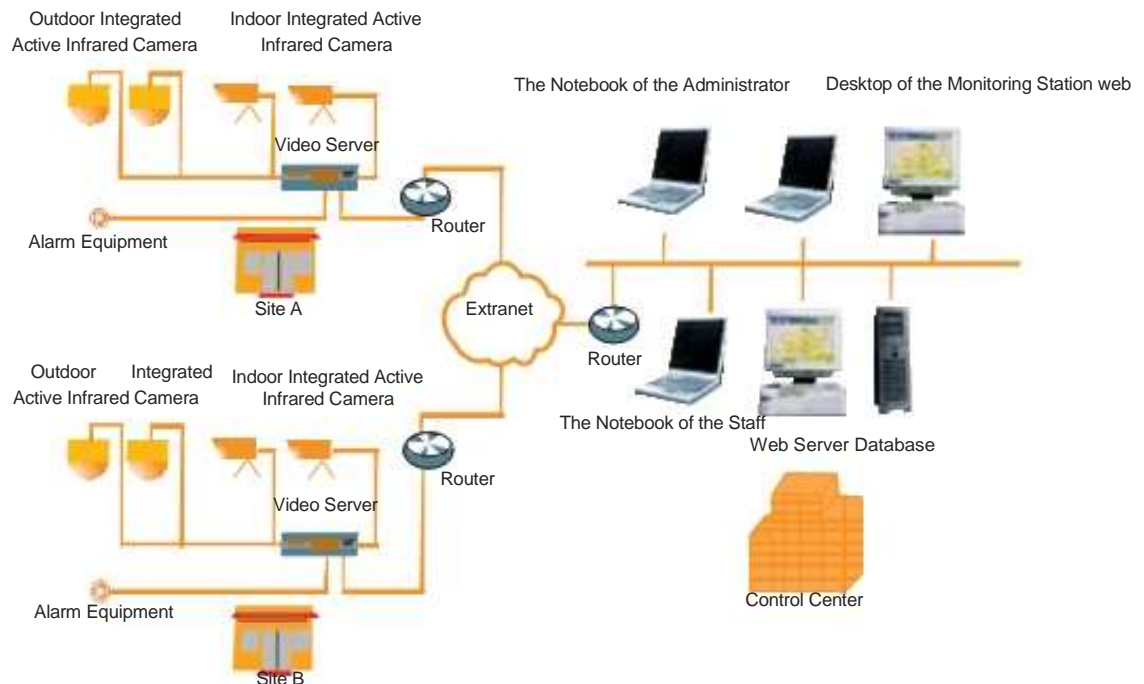 Outdoor Integrated
Active Infrared Camera
Indoor Integrated Active
Infrared Camera
The Notebook of the Administrator
Desktop of the Monitoring Station web
Video Server
Router
Alarm Equipment
Site A
Extranet
Router
Outdoor Integrated
Active Infrared Camera
Indoor Integrated Active
Infrared Camera
The Notebook of the Staff
Web Server Database
Router
Video Server
Control Center
Alarm Equipment
Site B